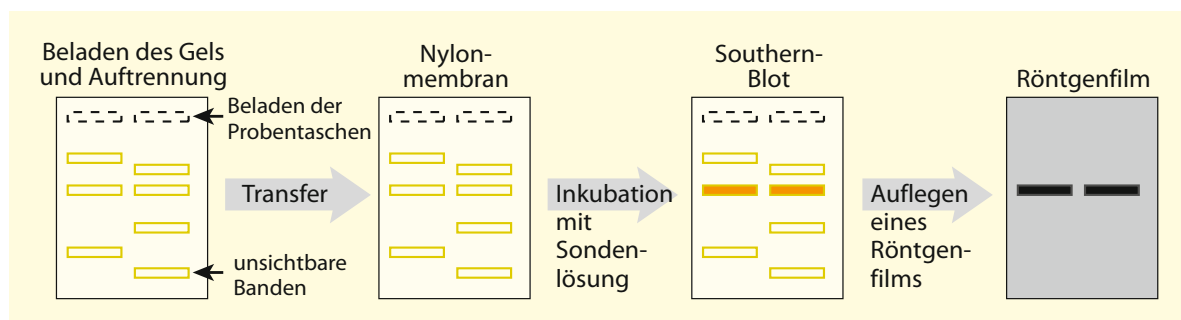 Beladen des Gels
und Auftrennung
Beladen der
Probentaschen
unsichtbare
Banden
Transfer
Nylon-
membran
Inkubation
mit
Sonden-
lösung
Southern-
Blot
Auflegen
eines
Röntgen-
films
Röntgenfilm